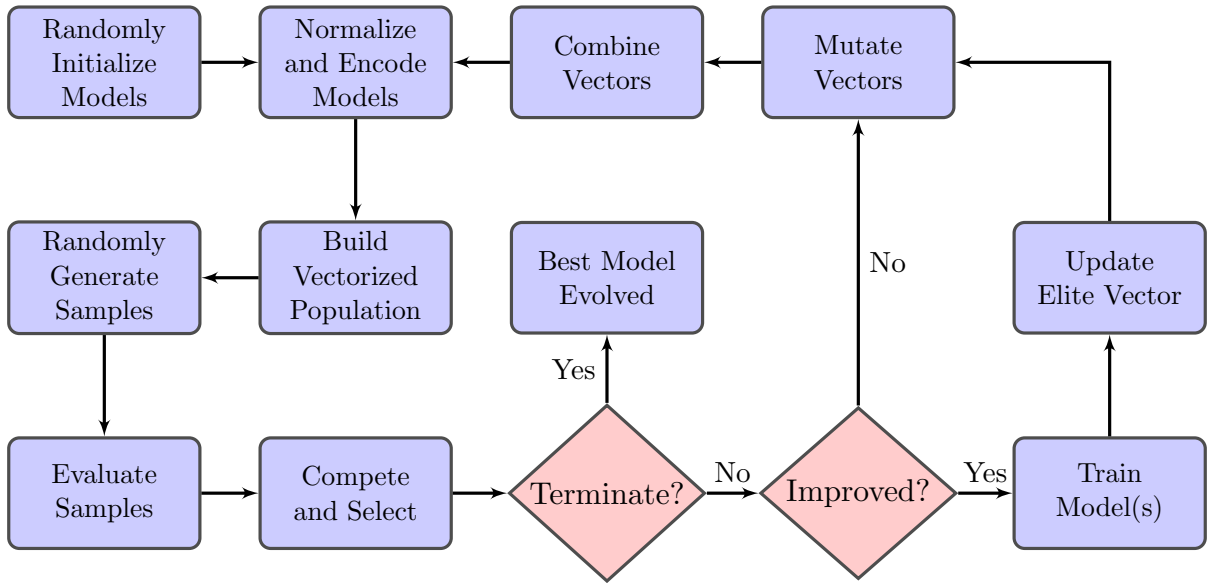 Randomly
Initialize
Models
Normalize
and Encode
Models
Combine
Vectors
Mutate
Vectors
Randomly
Generate
Samples
Build
Vectorized
Population
Best Model
Evolved
No
Update
Elite Vector
Yes
Evaluate
Samples
Compete
and Select
Terminate?
No
Improved?
Yes
Train
Model(s)